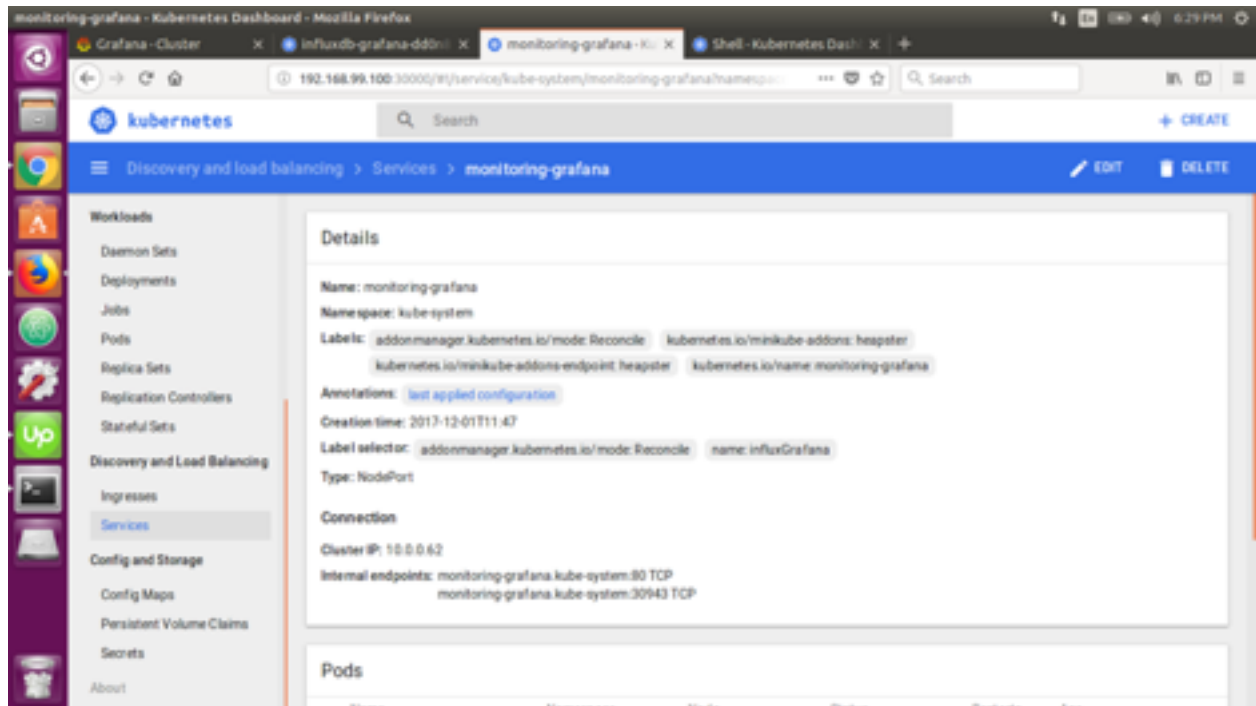 monitoring-grafana - Kubernetes Dashboard - Mozilla Firefox
6:29 PM
Grafana - Cluster
influxdb-grafana-dd0n
monitoring-grafana - Ku
Shell - Kubernetes Dash
192.168.99.100:30000/#!/service/kube-system/monitoring-grafana?namespac
Search
kubernetes
Search
+ CREATE
Discovery and load balancing > Services > monitoring-grafana
EDIT
DELETE
Workloads
Daemon Sets
Deployments
Jobs
Pods
Replica Sets
Replication Controllers
Stateful Sets
Discovery and Load Balancing
Ingresses
Services
Config and Storage
Config Maps
Persistent Volume Claims
Secrets
About
Details
Name: monitoring-grafana
Namespace: kube-system
Labels: addonmanager.kubernetes.io/mode: Reconcile kubernetes.io/minikube-addons: heapster
kubernetes.io/minikube-addons-endpoint: heapster kubernetes.io/name: monitoring-grafana
Annotations: last applied configuration
Creation time: 2017-12-01T11:47
Label selector: addonmanager.kubernetes.io/mode: Reconcile name: influxGrafana
Type: NodePort
Connection
Cluster IP: 10.0.0.62
Internal endpoints: monitoring-grafana.kube-system:80 TCP
monitoring-grafana.kube-system:30943 TCP
Pods
Up